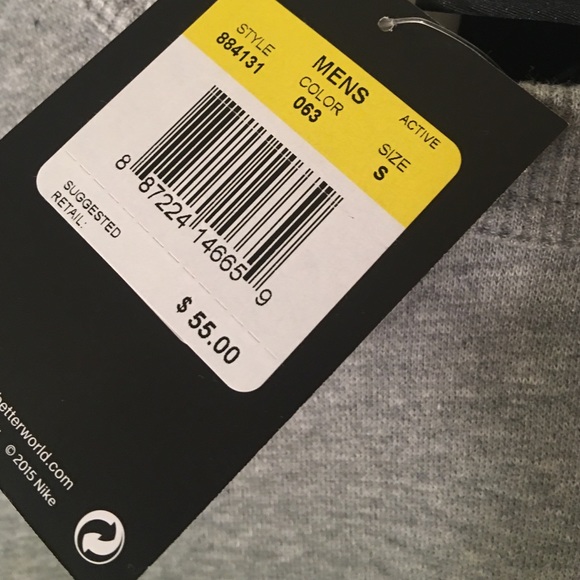 STYLE
884131
MENS
COLOR
063
ACTIVE
SIZE
S
8 87224 14665 9
SUGGESTED
RETAIL:
$ 55.00
betterworld.com
© 2015 Nike